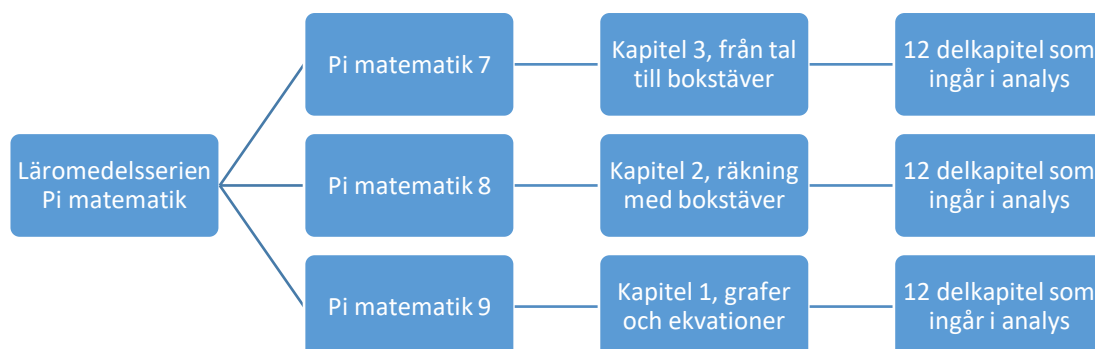 Pi matematik 7
Kapitel 3, från tal
till bokstäver
12 delkapitel som
ingår i analys
Läromedelsserien
Pi matematik
Pi matematik 8
Kapitel 2, räkning
med bokstäver
12 delkapitel som
ingår i analys
Pi matematik 9
Kapitel 1, grafer
och ekvationer
12 delkapitel som
ingår i analys